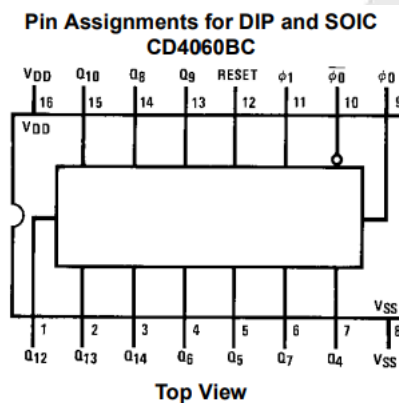 Pin Assignments for DIP and SOIC
CD4060BC
VDD Q10 Q8 Q9 RESET ϕ1 ϕ0̅ ϕ0
16 15 14 13 12 11 10 9
VDD
VSS
1 2 3 4 5 6 7 8
Q12 Q13 Q14 Q6 Q5 Q7 Q4 VSS
Top View